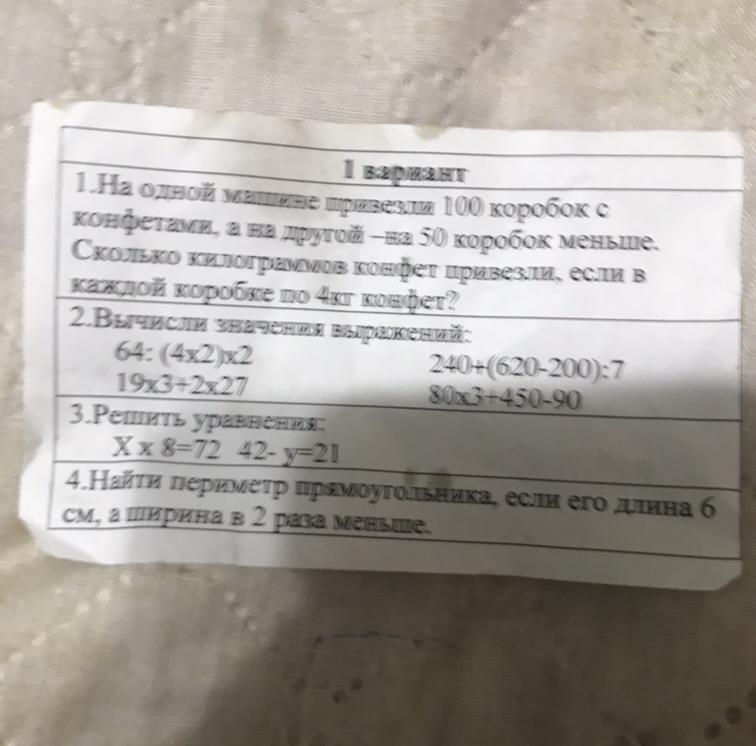 1 вариант
1.На одной машине привезли 100 коробок с
конфетами, а на другой –на 50 коробок меньше.
Сколько килограммов конфет привезли, если в
каждой коробке по 4кг конфет?
2.Вычисли значения выражений:
64: (4х2)х2 240+(620-200):7
19х3+2х27 80х3+450-90
3.Решить уравнения:
Х х 8=72 42- у=21
4.Найти периметр прямоугольника, если его длина 6
см, а ширина в 2 раза меньше.